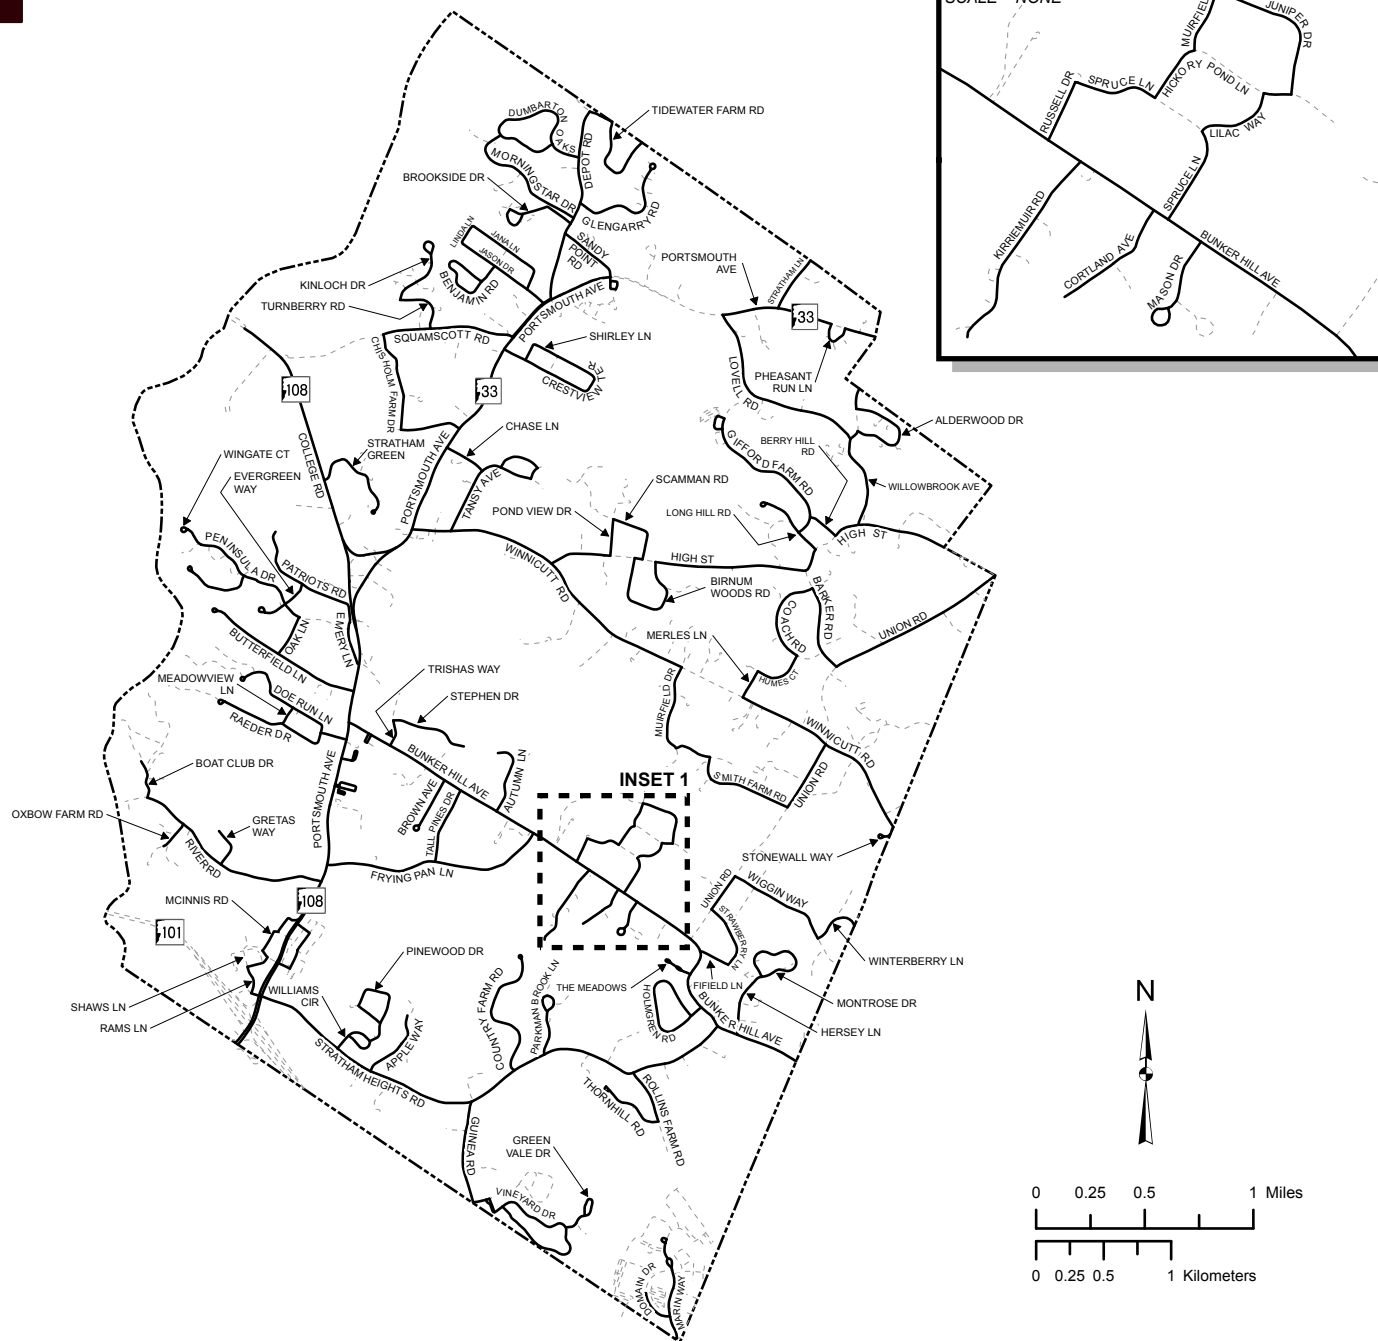 SCALE - NONE
MUIRFIEL
JUNIPER DR
RUSSELL DR
SPRUCE LN
HICKORY POND LN
LILAC WAY
SPRUCE LN
KIRRIEMUIR RD
CORTLAND AVE
MASON DR
BUNKER HILL AVE
DUMBARTON OAKS
TIDEWATER FARM RD
DEPOT RD
MORNINGSTAR DR
BROOKSIDE DR
GLENGARRY RD
SANDY
POINT
RD
LINDA LN
JANA LN
JASON DR
BENJAMIN RD
KINLOCH DR
TURNBERRY RD
PORTSMOUTH AVE
PORTSMOUTH
AVE
STRATHAM LN
33
SQUAMSCOTT RD
SHIRLEY LN
CRESTVIEW TER
CHISHOLM FARM DR
108
33
LOVELL RD
PHEASANT
RUN LN
ALDERWOOD DR
CHASE LN
STRATHAM
GREEN
WINGATE CT
EVERGREEN
WAY
COLLEGE RD
PORTSMOUTH AVE
TANSY AVE
GIFFORD FARM RD
BERRY HILL
RD
WILLOWBROOK AVE
SCAMMAN RD
POND VIEW DR
LONG HILL RD
HIGH ST
HIGH ST
WINNICUTT RD
BIRNUM
WOODS RD
PENINSULA DR
PATRIOTS RD
EMERY LN
OAK LN
BUTTERFIELD LN
BARKER RD
COACH RD
UNION RD
MERLES LN
HUMES CT
MEADOWVIEW
LN
DOE RUN LN
RAEDER DR
TRISHAS WAY
STEPHEN DR
MUIRFIELD DR
WINNICUTT RD
BUNKER HILL AVE
AUTUMN LN
SMITH FARM RD
UNION RD
BOAT CLUB DR
PORTSMOUTH AVE
BROWN AVE
TALL PINES DR
INSET 1
OXBOW FARM RD
GRETAS
WAY
RIVER RD
FRYING PAN LN
STONEWALL WAY
UNION RD
WIGGIN WAY
STRAWBERRY LN
MCINNIS RD
108
101
PINEWOOD DR
WINTERBERRY LN
THE MEADOWS
FIFIELD LN
MONTROSE DR
HERSEY LN
SHAWS LN
RAMS LN
WILLIAMS
CIR
COUNTRY FARM RD
PARKMAN BROOK LN
HOLMGREN RD
BUNKER HILL AVE
STRATHAM HEIGHTS RD
APPLE WAY
THORNHILL RD
ROLLINS FARM RD
GUINEA RD
GREEN
VALE DR
VINEYARD DR
DOMAIN DR
MARIN WAY
N
0 0.25 0.5 1 Miles
0 0.25 0.5 1 Kilometers